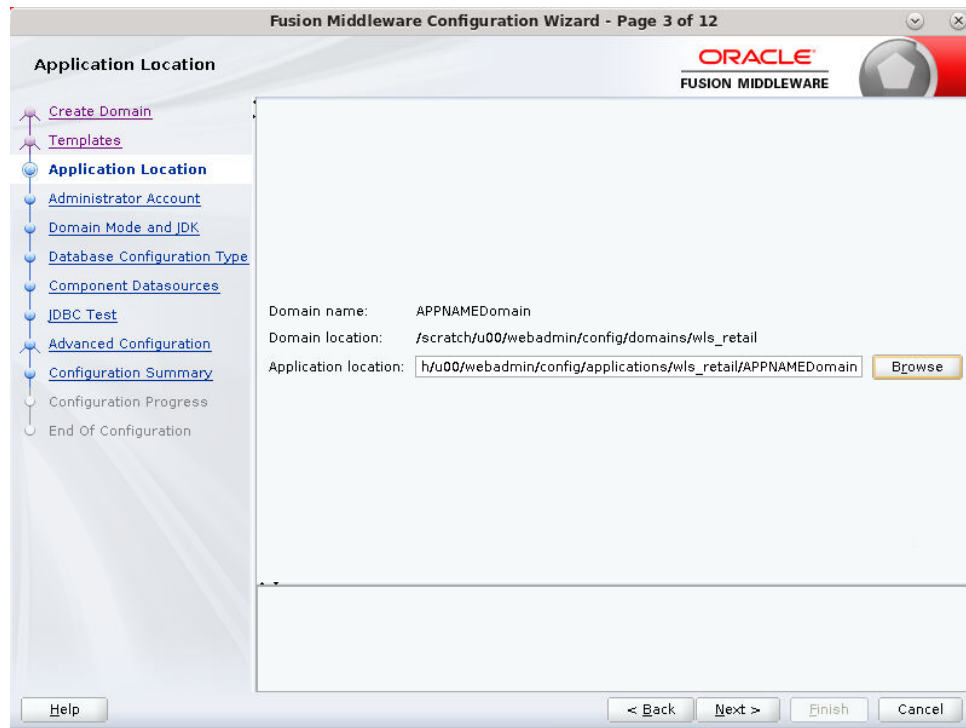 Fusion Middleware Configuration Wizard - Page 3 of 12
Application Location
ORACLE
FUSION MIDDLEWARE
Create Domain
Templates
Application Location
Administrator Account
Domain Mode and JDK
Database Configuration Type
Component Datasources
JDBC Test
Advanced Configuration
Configuration Summary
Configuration Progress
End Of Configuration
Domain name: APPNAMEDomain
Domain location: /scratch/u00/webadmin/config/domains/wls_retail
Application location: h/u00/webadmin/config/applications/wls_retail/APPNAMEDomain Browse
Help < Back Next > Finish Cancel